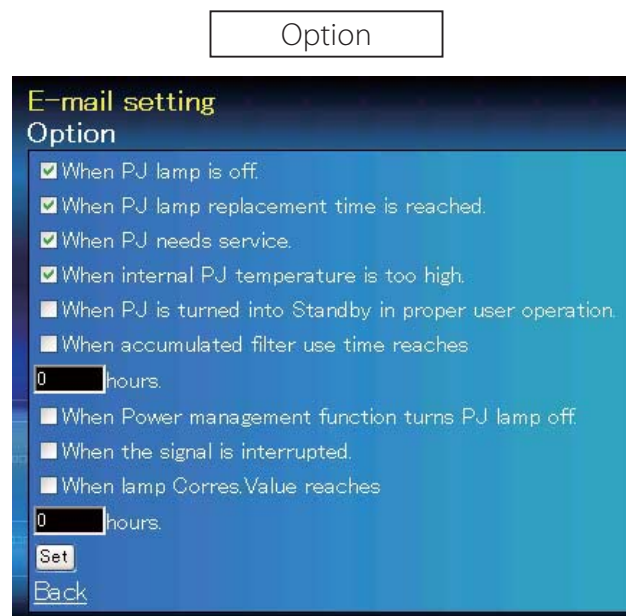 Option
E-mail setting
Option
When PJ lamp is off.
When PJ lamp replacement time is reached.
When PJ needs service.
When internal PJ temperature is too high.
When PJ is turned into Standby in proper user operation.
When accumulated filter use time reaches
0 hours.
When Power management function turns PJ lamp off.
When the signal is interrupted.
When lamp Corres.Value reaches
0 hours.
Set
Back